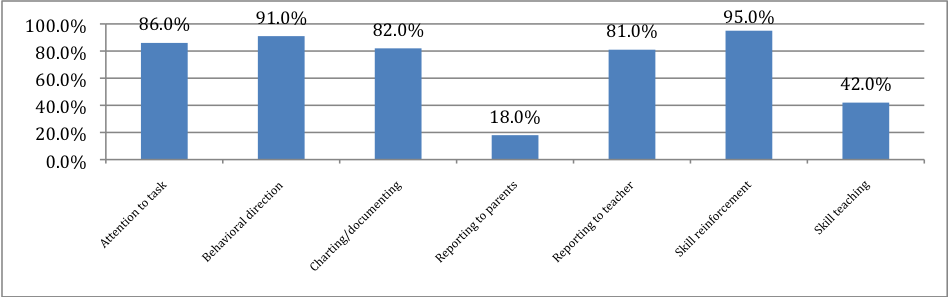 100.0%
80.0%
60.0%
40.0%
20.0%
0.0%
86.0%
91.0%
82.0%
18.0%
81.0%
95.0%
42.0%
Attention to task
Behavioral direction
Charting/documenting
Reporting to parents
Reporting to teacher
Skill reinforcement
Skill teaching